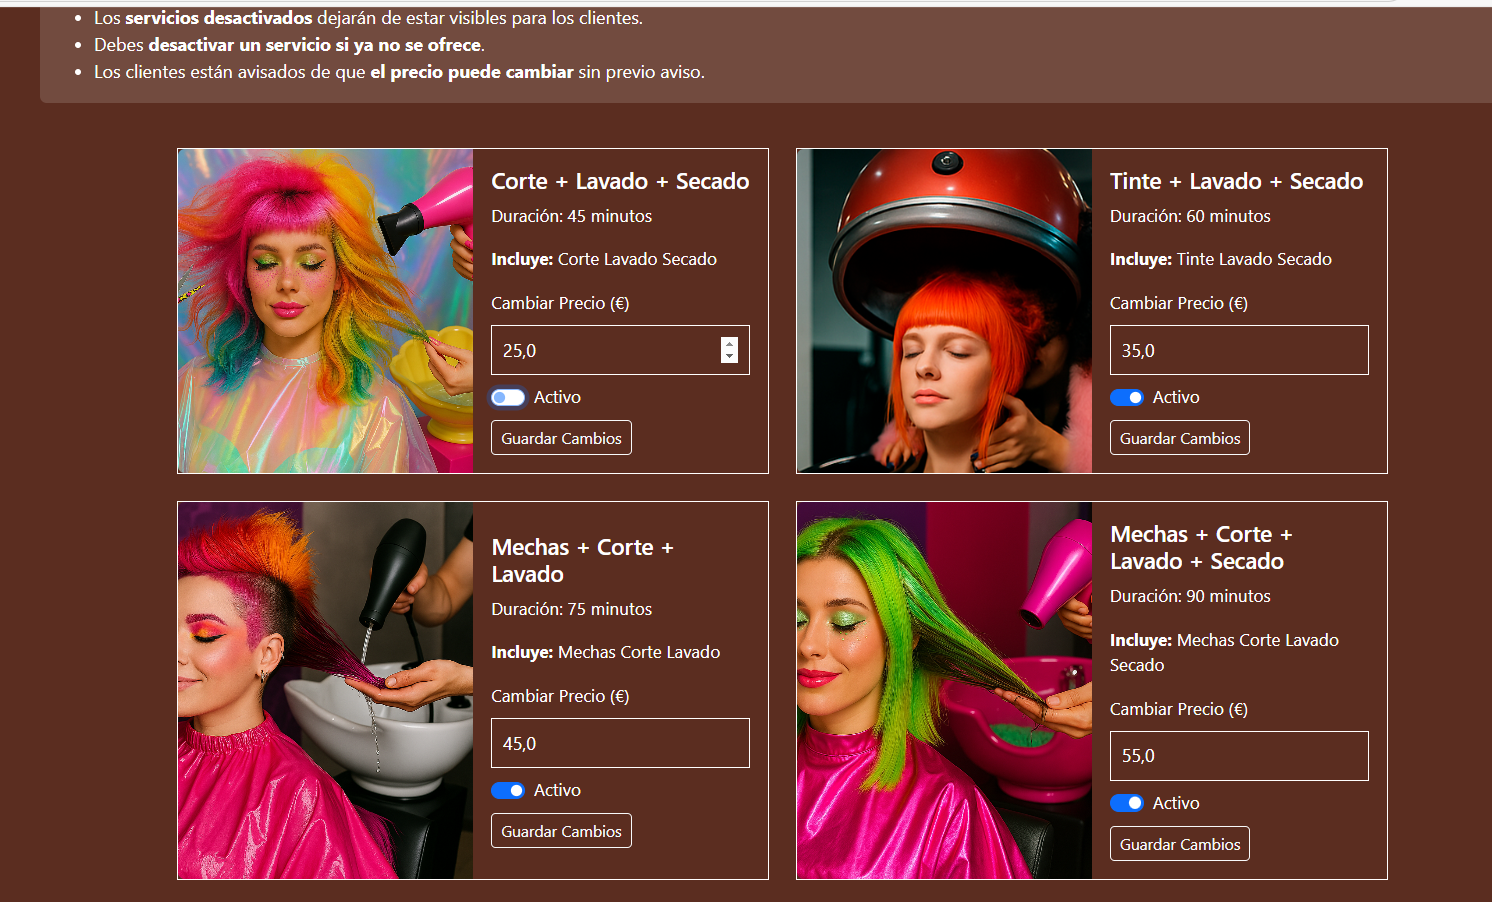 Los servicios desactivados dejarán de estar visibles para los clientes.
Debes desactivar un servicio si ya no se ofrece.
Los clientes están avisados de que el precio puede cambiar sin previo aviso.
Corte + Lavado + Secado
Duración: 45 minutos
Incluye: Corte Lavado Secado
Cambiar Precio (€)
25,0
Activo
Guardar Cambios
Tinte + Lavado + Secado
Duración: 60 minutos
Incluye: Tinte Lavado Secado
Cambiar Precio (€)
35,0
Activo
Guardar Cambios
Mechas + Corte +
Lavado
Duración: 75 minutos
Incluye: Mechas Corte Lavado
Cambiar Precio (€)
45,0
Activo
Guardar Cambios
Mechas + Corte +
Lavado + Secado
Duración: 90 minutos
Incluye: Mechas Corte Lavado
Secado
Cambiar Precio (€)
55,0
Activo
Guardar Cambios